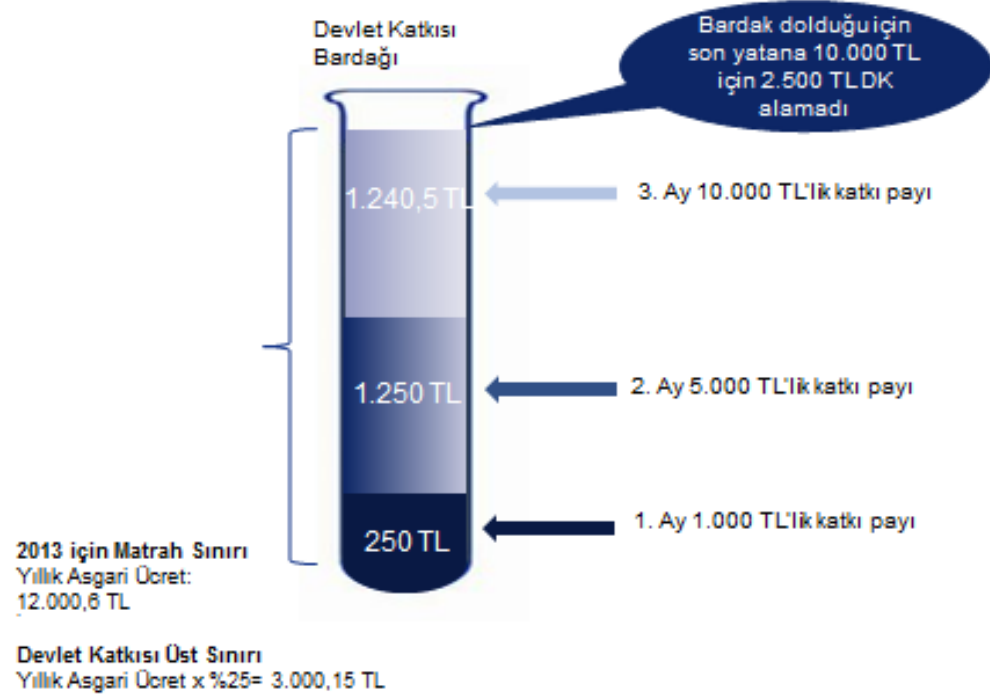 Devlet Katkısı
Bardağı
Bardak dolduğu için
son yatana 10.000 TL
için 2.500 TL DK
alamadı
1.240,5 TL
3. Ay 10.000 TL'lik katkı payı
1.250 TL
2. Ay 5.000 TL'lik katkı payı
250 TL
1. Ay 1.000 TL'lik katkı payı
2013 için Matrah Sınırı
Yıllık Asgari Ücret:
12.000,6 TL
Devlet Katkısı Üst Sınırı
Yıllık Asgari Ücret x %25= 3.000,15 TL